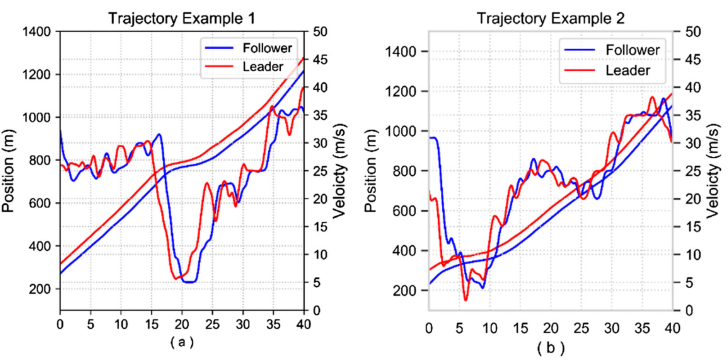 Trajectory Example 1
1400
1200
1000
800
600
400
200
Position (m)
50
45
40
35
30
25
20
15
10
5
0
Veloicty (m/s)
Follower
Leader
0 5 10 15 20 25 30 35 40
( a )
Trajectory Example 2
1400
1200
1000
800
600
400
200
Position (m)
50
45
40
35
30
25
20
15
10
5
0
Veloicty (m/s)
Follower
Leader
0 5 10 15 20 25 30 35 40
( b )